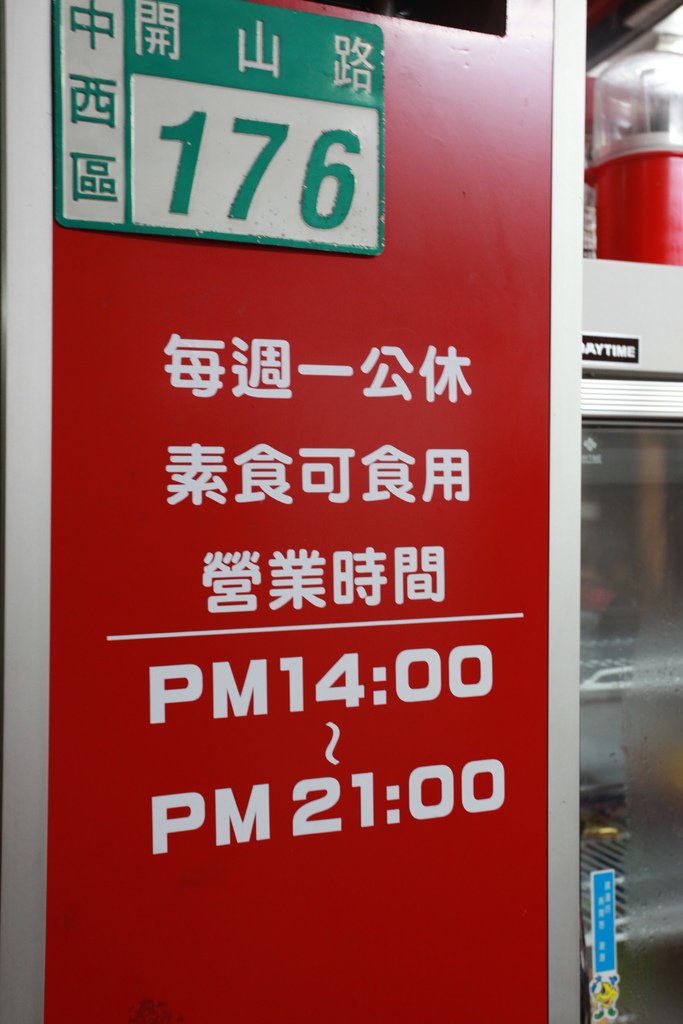 中西區
開山路
176
每週一公休
素食可食用
營業時間
PM14:00
~
PM 21:00
DAYTIME